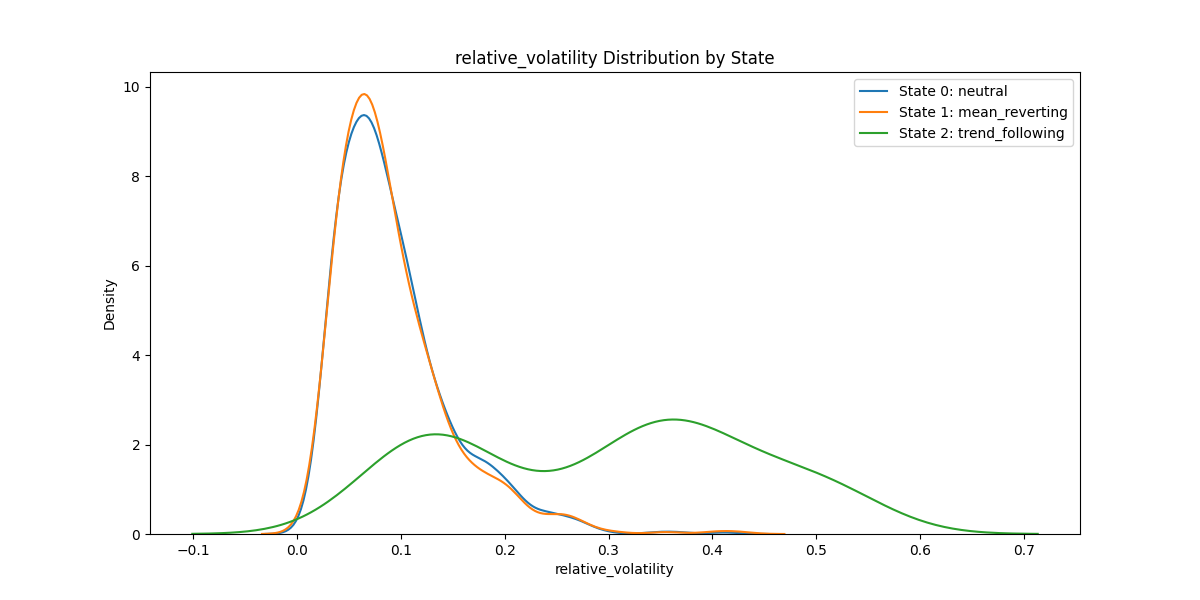 relative_volatility Distribution by State
State 0: neutral
State 1: mean_reverting
State 2: trend_following
Density
10
8
6
4
2
0
−0.1 0.0 0.1 0.2 0.3 0.4 0.5 0.6 0.7
relative_volatility